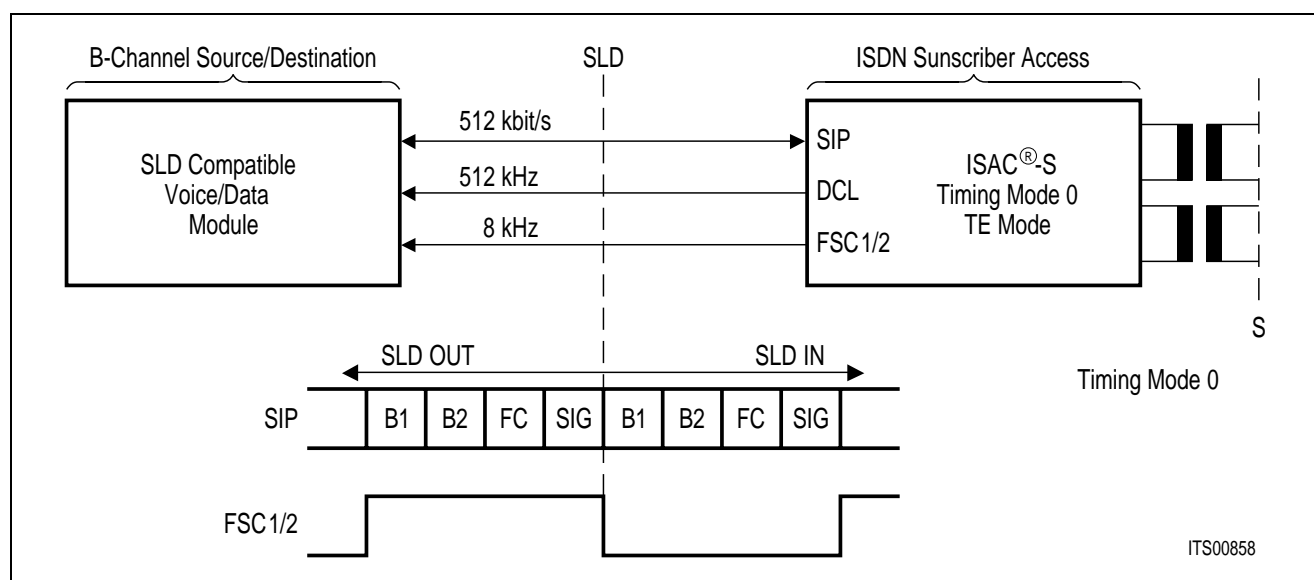 B-Channel Source/Destination
SLD
ISDN Sunscriber Access
SLD Compatible
Voice/Data
Module
512 kbit/s
512 kHz
8 kHz
SIP
DCL
FSC1/2
ISAC®-S
Timing Mode 0
TE Mode
S
SLD OUT
SLD IN
Timing Mode 0
SIP
B1 B2 FC SIG B1 B2 FC SIG
FSC1/2
ITS00858